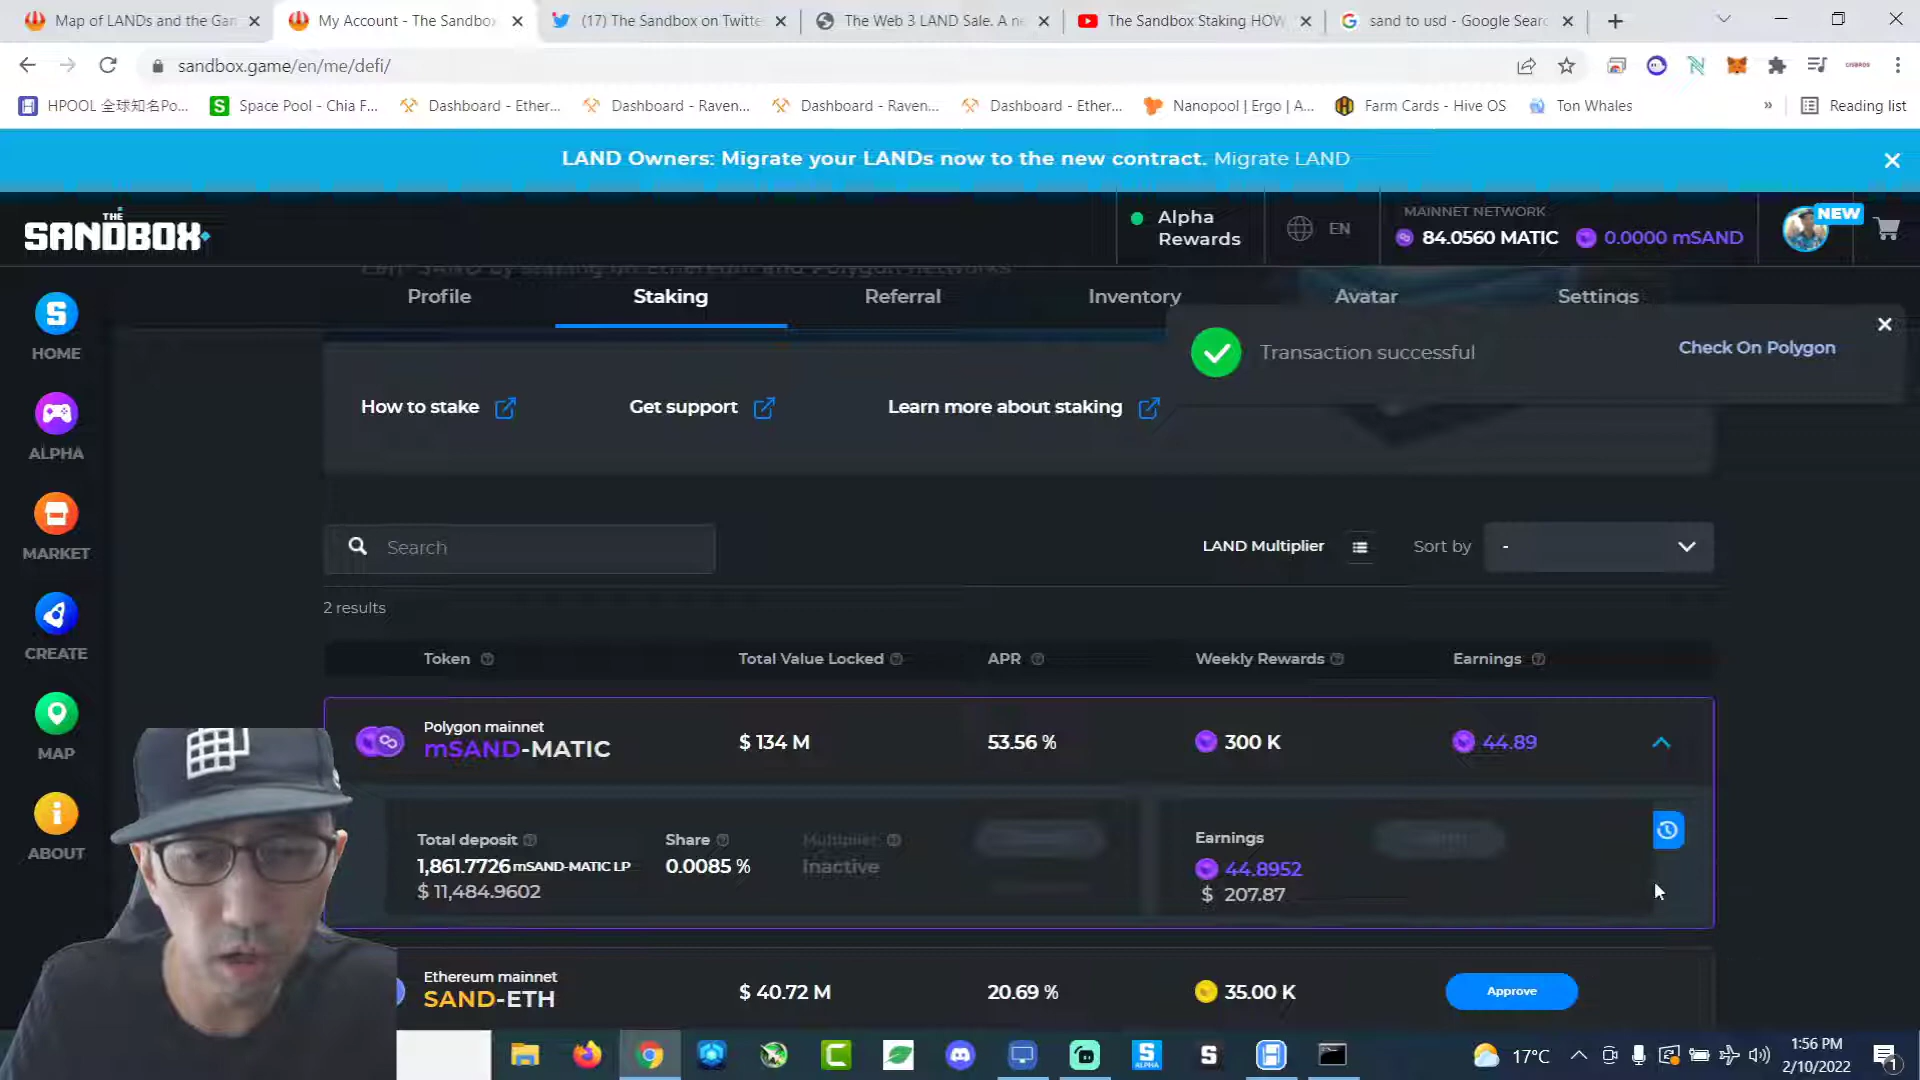 Map of LANDs and the Gar
My Account - The Sandbox
(17) The Sandbox on Twitte
The Web 3 LAND Sale. A ne
The Sandbox Staking HOW
sand to usd - Google Searc
sandbox.game/en/me/defi/
HPOOL 全球知名Po...
Space Pool - Chia F...
Dashboard - Ether...
Dashboard - Raven...
Dashboard - Raven...
Dashboard - Ether...
Nanopool | Ergo | A...
Farm Cards - Hive OS
Ton Whales
»
Reading list
LAND Owners: Migrate your LANDs now to the new contract. Migrate LAND
THE SANDBOX
Alpha Rewards
EN
MAINNET NETWORK
84.0560 MATIC
0.0000 mSAND
NEW
Profile
Staking
Referral
Inventory
Avatar
Settings
Transaction successful
Check On Polygon
HOME
ALPHA
MARKET
CREATE
MAP
ABOUT
How to stake
Get support
Learn more about staking
Search
LAND Multiplier
Sort by
-
2 results
Token
Total Value Locked
APR
Weekly Rewards
Earnings
Polygon mainnet
mSAND-MATIC
$ 134 M
53.56 %
300 K
44.89
Total deposit
1,861.7726 mSAND-MATIC LP
$ 11,484.9602
Share
0.0085 %
Multiplier
Inactive
Earnings
44.8952
$ 207.87
Ethereum mainnet
SAND-ETH
$ 40.72 M
20.69 %
35.00 K
Approve
17°C
1:56 PM
2/10/2022